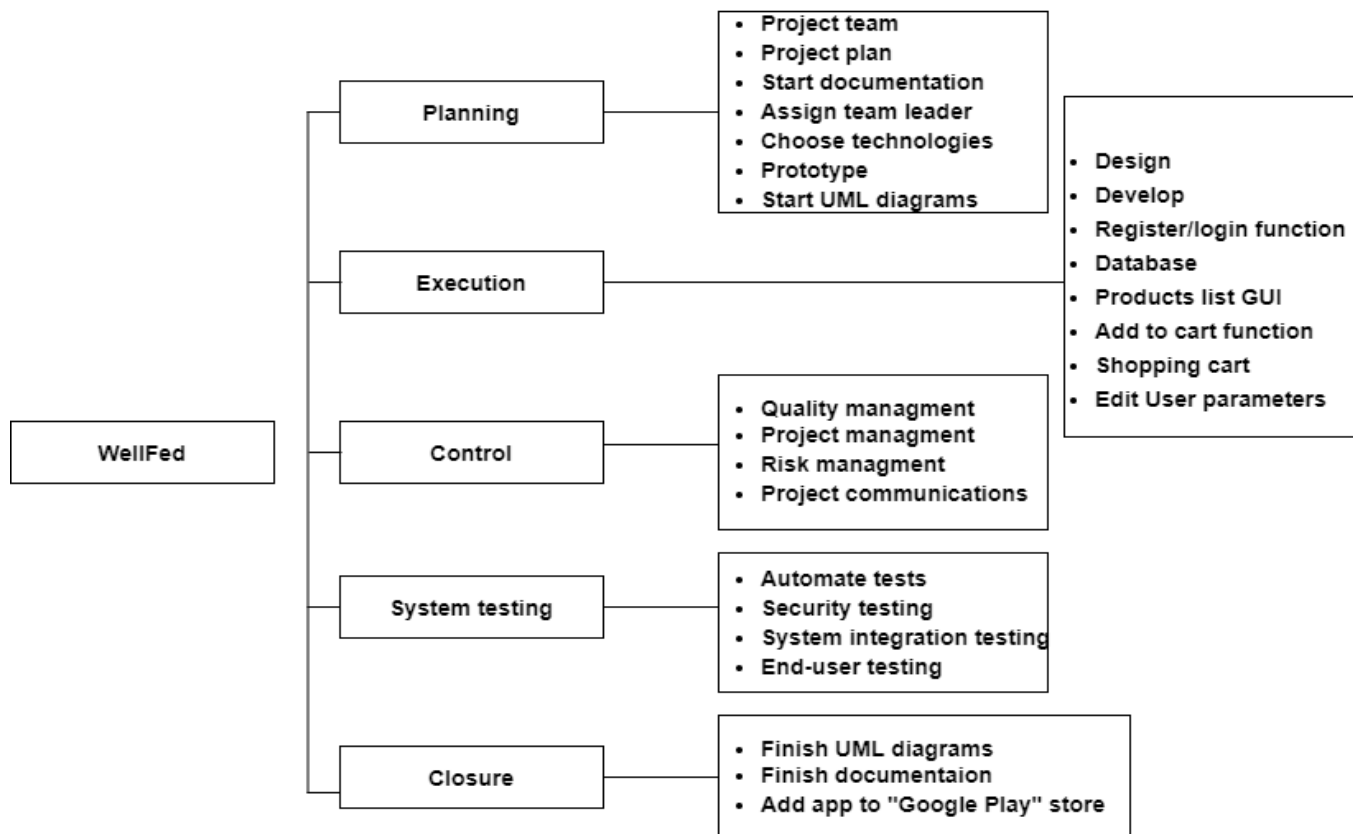 WellFed
Planning
• Project team
• Project plan
• Start documentation
• Assign team leader
• Choose technologies
• Prototype
• Start UML diagrams
Execution
• Design
• Develop
• Register/login function
• Database
• Products list GUI
• Add to cart function
• Shopping cart
• Edit User parameters
Control
• Quality managment
• Project managment
• Risk managment
• Project communications
System testing
• Automate tests
• Security testing
• System integration testing
• End-user testing
Closure
• Finish UML diagrams
• Finish documentaion
• Add app to "Google Play" store